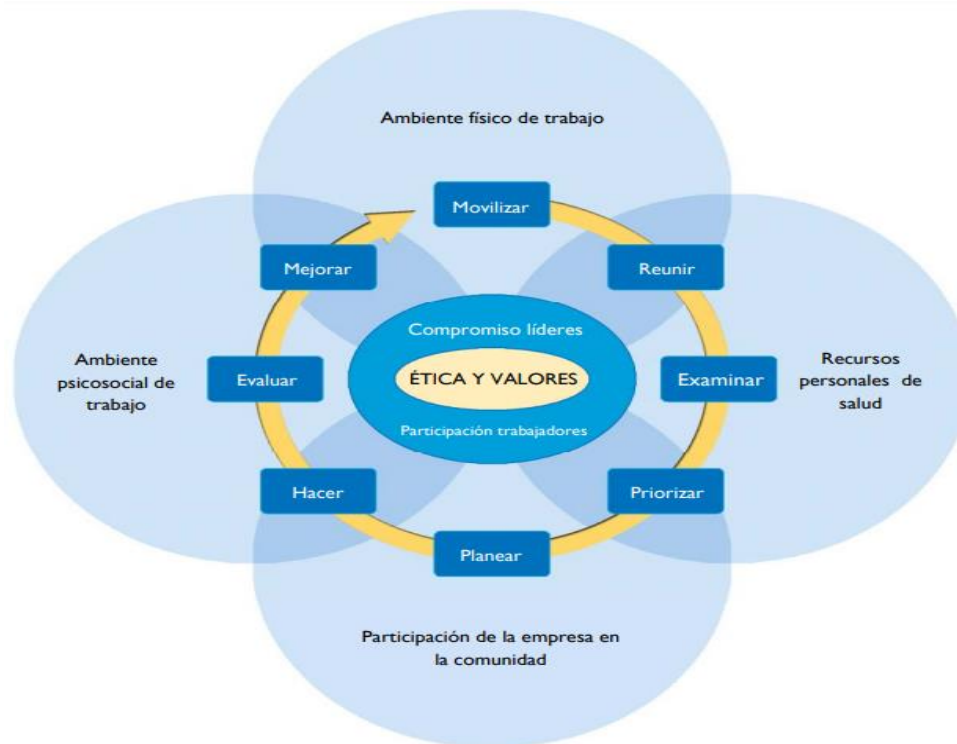 Ambiente físico de trabajo
Movilizar
Mejorar
Reunir
Compromiso líderes
Ambiente
psicosocial de
trabajo
Evaluar
ÉTICA Y VALORES
Examinar
Recursos
personales de
salud
Participación trabajadores
Hacer
Priorizar
Planear
Participación de la empresa en
la comunidad